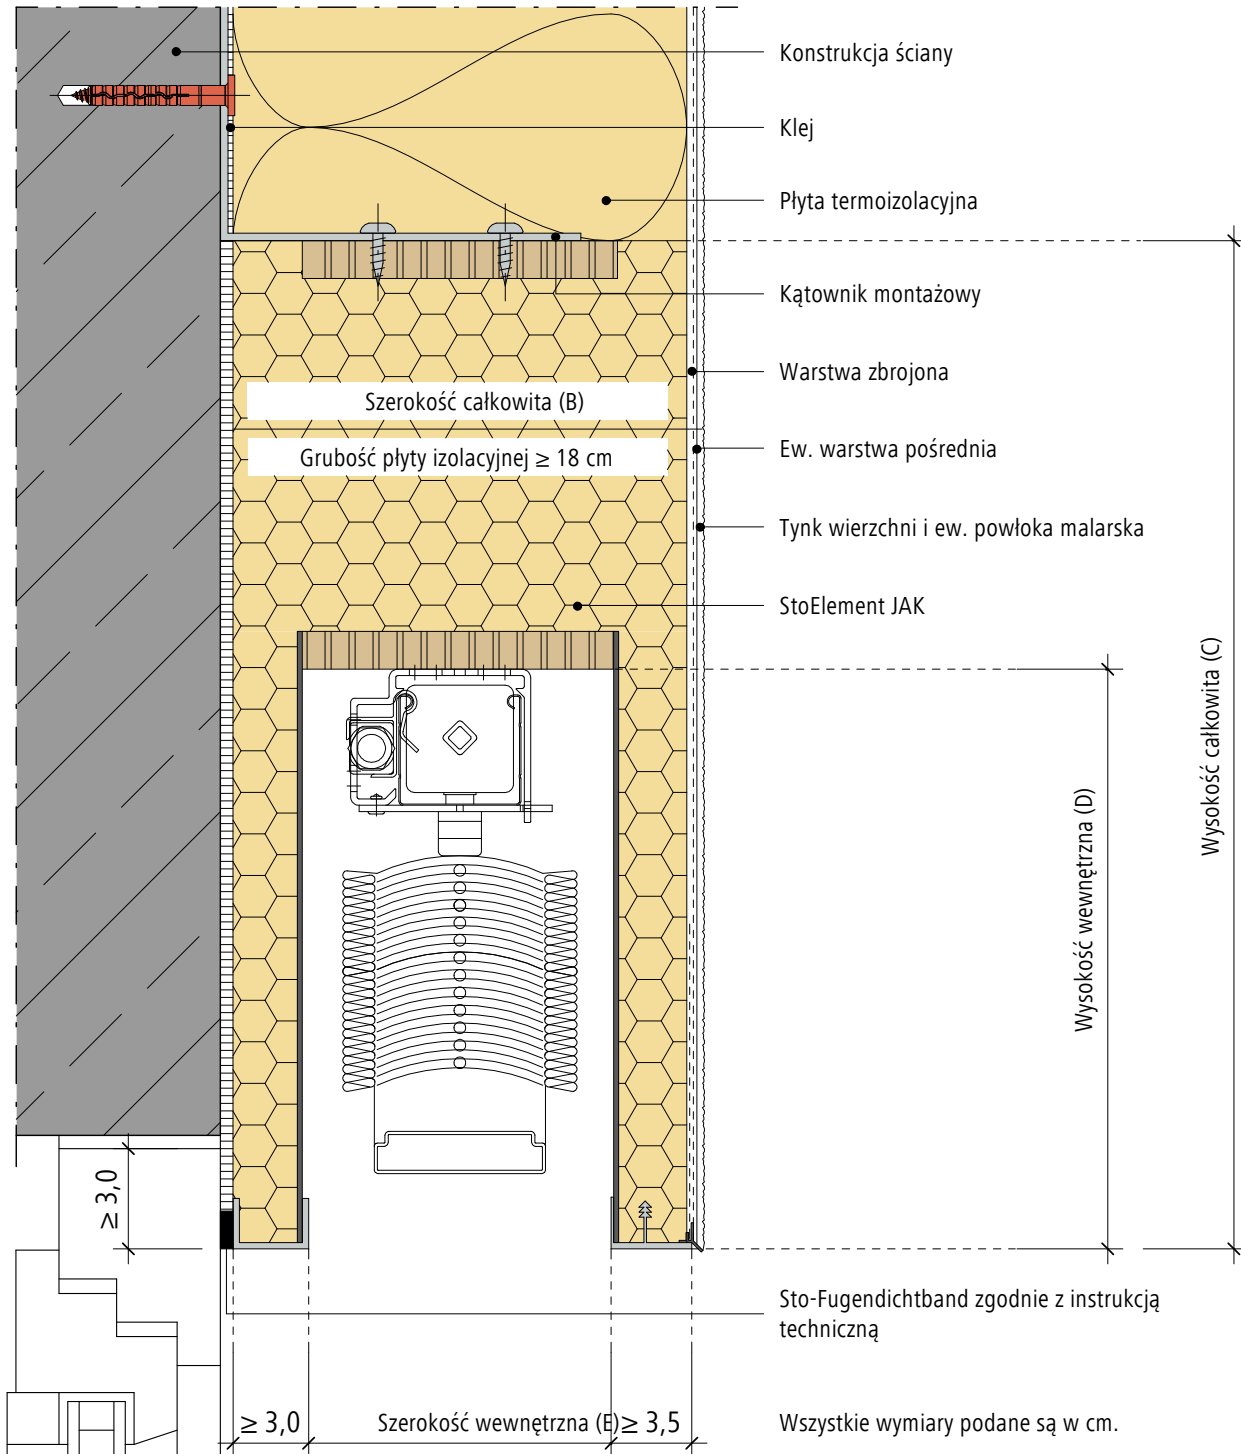 Konstrukcja ściany
Klej
Płyta termoizolacyjna
Kątownik montażowy
Warstwa zbrojona
Szerokość całkowita (B)
Ew. warstwa pośrednia
Grubość płyty izolacyjnej ≥ 18 cm
Tynk wierzchni i ew. powłoka malarska
StoElement JAK
Wysokość całkowita (C)
Wysokość wewnętrzna (D)
≥ 3,0
Sto-Fugendichtband zgodnie z instrukcją
techniczną
≥ 3,0
Szerokość wewnętrzna (E)
≥ 3,5
Wszystkie wymiary podane są w cm.